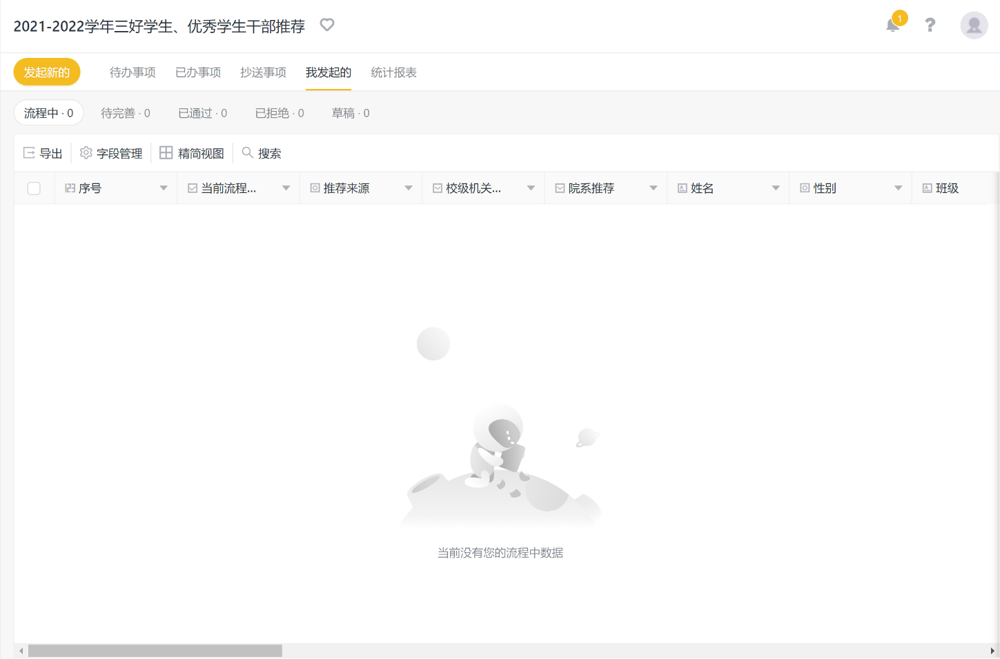 2021-2022学年三好学生、优秀学生干部推荐
1
?
发起新的 待办事项 已办事项 抄送事项 我发起的 统计报表
流程中 · 0 待完善 · 0 已通过 · 0 已拒绝 · 0 草稿 · 0
导出 字段管理 精简视图 搜索
序号 当前流程... 推荐来源 校级机关... 院系推荐 姓名 性别 班级
当前没有您的流程中数据